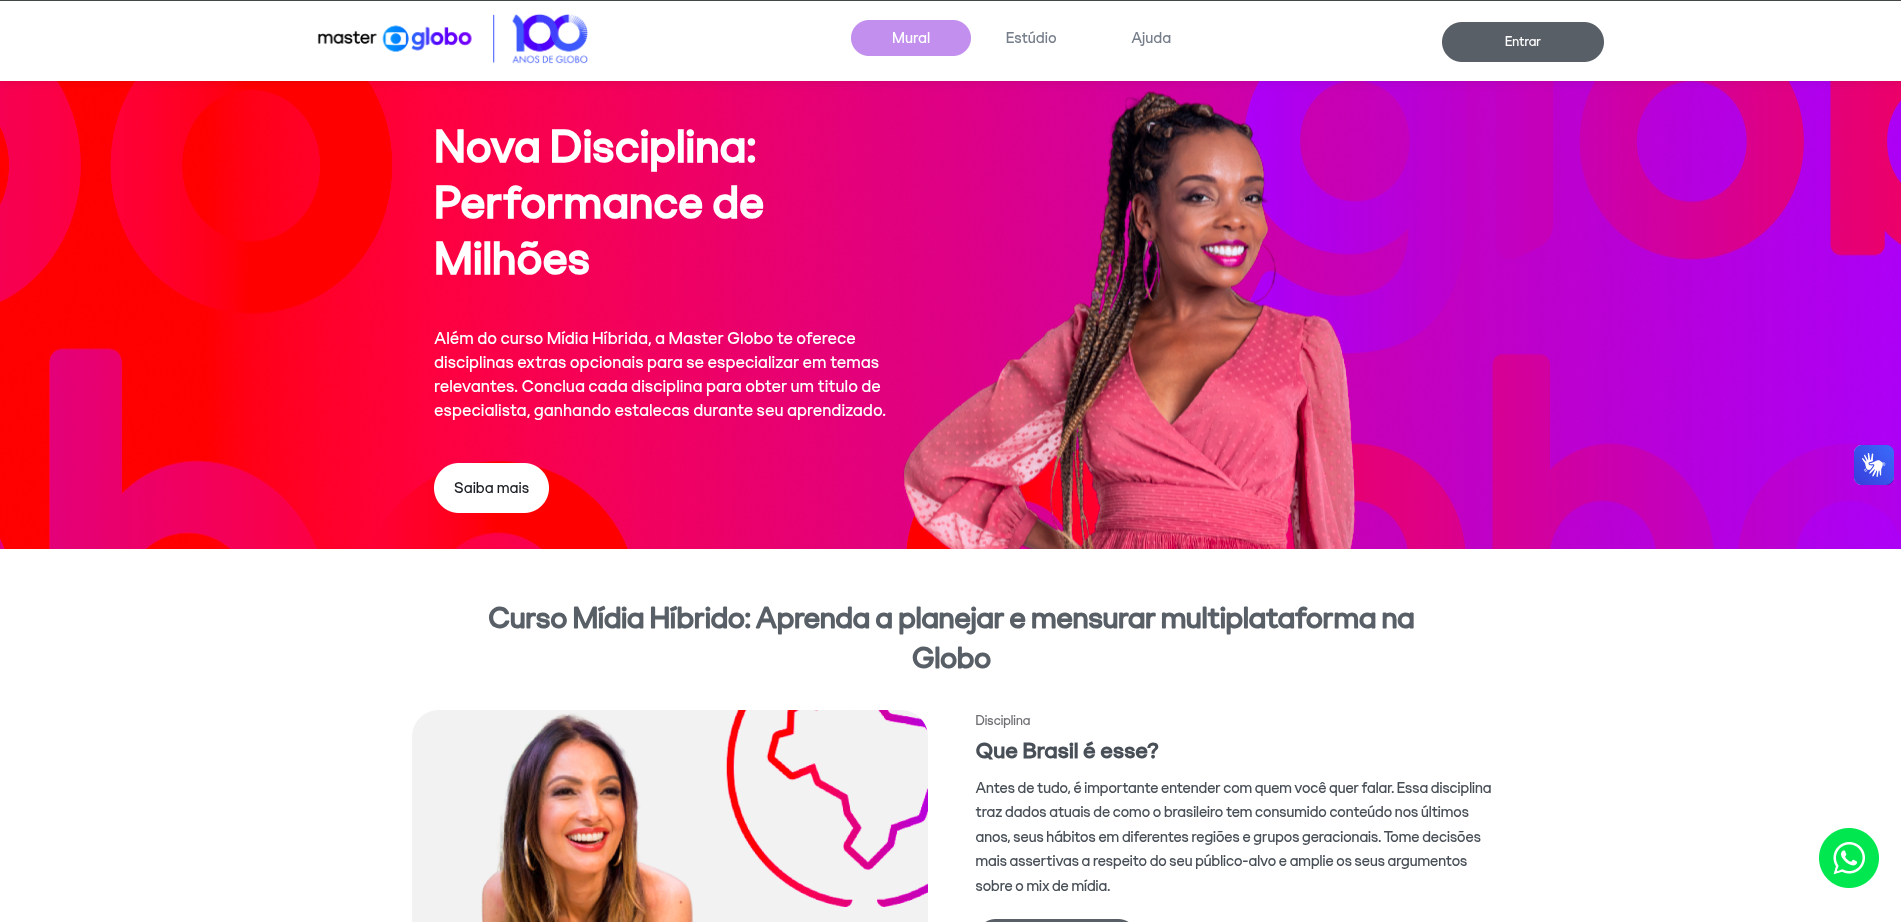 master globo
100
ANOS DE GLOBO
Mural
Estúdio
Ajuda
Entrar
Nova Disciplina:
Performance de
Milhões
Além do curso Mídia Híbrida, a Master Globo te oferece
disciplinas extras opcionais para se especializar em temas
relevantes. Conclua cada disciplina para obter um titulo de
especialista, ganhando estalecas durante seu aprendizado.
Saiba mais
Curso Mídia Híbrido: Aprenda a planejar e mensurar multiplataforma na
Globo
Disciplina
Que Brasil é esse?
Antes de tudo, é importante entender com quem você quer falar. Essa disciplina
traz dados atuais de como o brasileiro tem consumido conteúdo nos últimos
anos, seus hábitos em diferentes regiões e grupos geracionais. Tome decisões
mais assertivas a respeito do seu público-alvo e amplie os seus argumentos
sobre o mix de mídia.